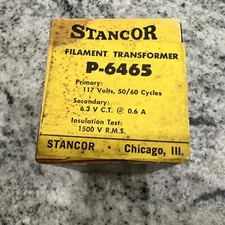 STANCOR
FILAMENT TRANSFORMER
P-6465
Primary:
117 Volts, 50/60 Cycles
Secondary:
6.3 V C.T. @ 0.6 A
Insulation Test:
1500 V R.M.S.
STANCOR • Chicago, Ill.